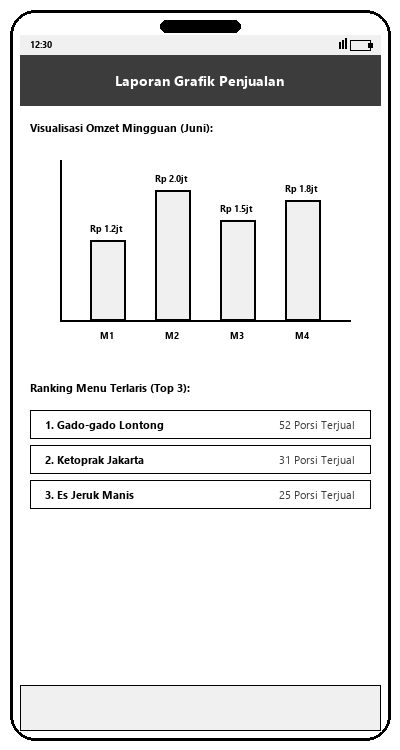 12:30
Laporan Grafik Penjualan
Visualisasi Omzet Mingguan (Juni):
Rp 1.2jt
Rp 2.0jt
Rp 1.5jt
Rp 1.8jt
M1 M2 M3 M4
Ranking Menu Terlaris (Top 3):
1. Gado-gado Lontong 52 Porsi Terjual
2. Ketoprak Jakarta 31 Porsi Terjual
3. Es Jeruk Manis 25 Porsi Terjual